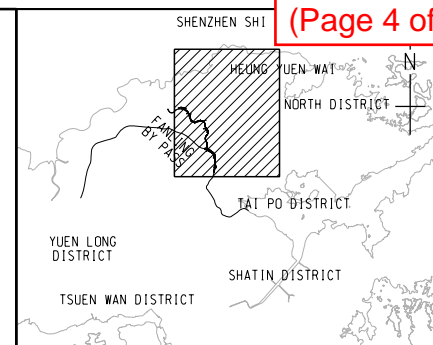 SHENZHEN SHI
(Page 4 of
N
HEUNG YUEN WAI
NORTH DISTRICT
FANLING
BY PASS
TAI PO DISTRICT
YUEN LONG
DISTRICT
SHATIN DISTRICT
TSUEN WAN DISTRICT